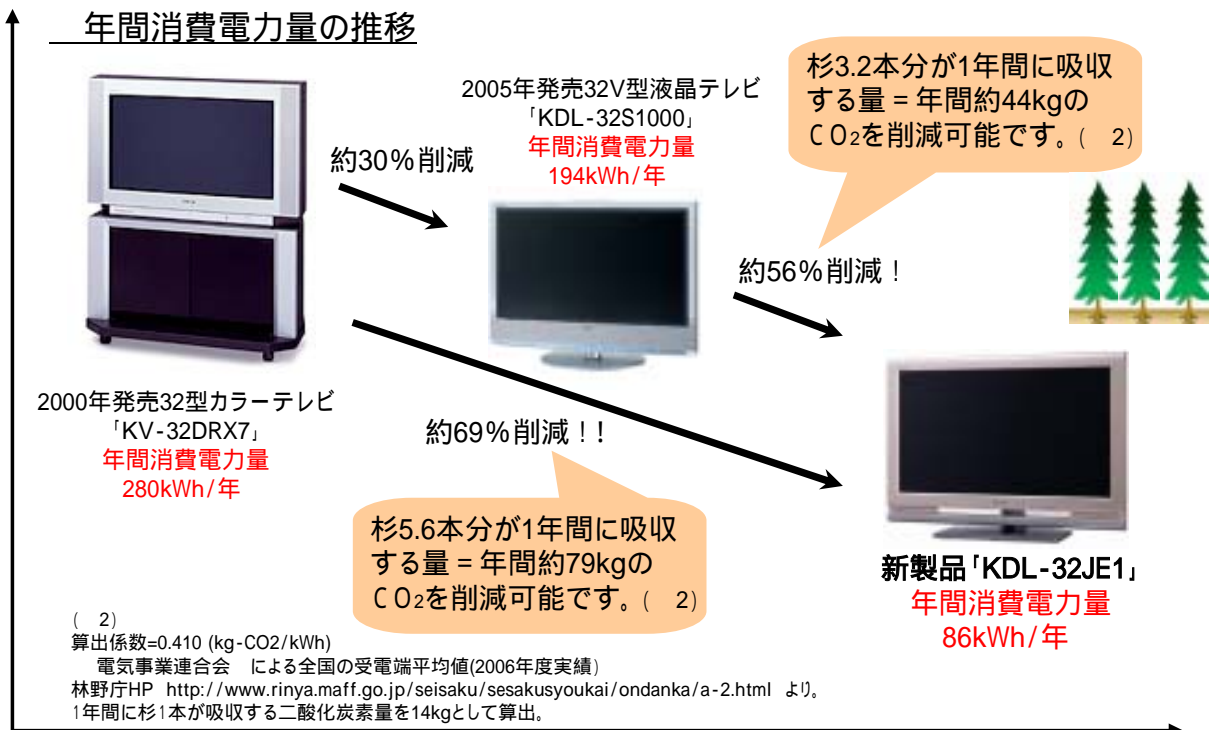 年間消費電力量の推移
2005年発売32V型液晶テレビ
「KDL-32S1000」
年間消費電力量
194kWh/年
杉3.2本分が1年間に吸収
する量 = 年間約44kgの
CO2を削減可能です。( 2)
約30%削減
約56%削減!
2000年発売32型カラーテレビ
「KV-32DRX7」
年間消費電力量
280kWh/年
約69%削減!!
杉5.6本分が1年間に吸収
する量 = 年間約79kgの
CO2を削減可能です。( 2)
新製品「KDL-32JE1」
年間消費電力量
86kWh/年
( 2)
算出係数=0.410 (kg-CO2/kWh)
電気事業連合会 による全国の受電端平均値(2006年度実績)
林野庁HP http://www.rinya.maff.go.jp/seisaku/sesakusyoukai/ondanka/a-2.html より。
1年間に杉1本が吸収する二酸化炭素量を14kgとして算出。